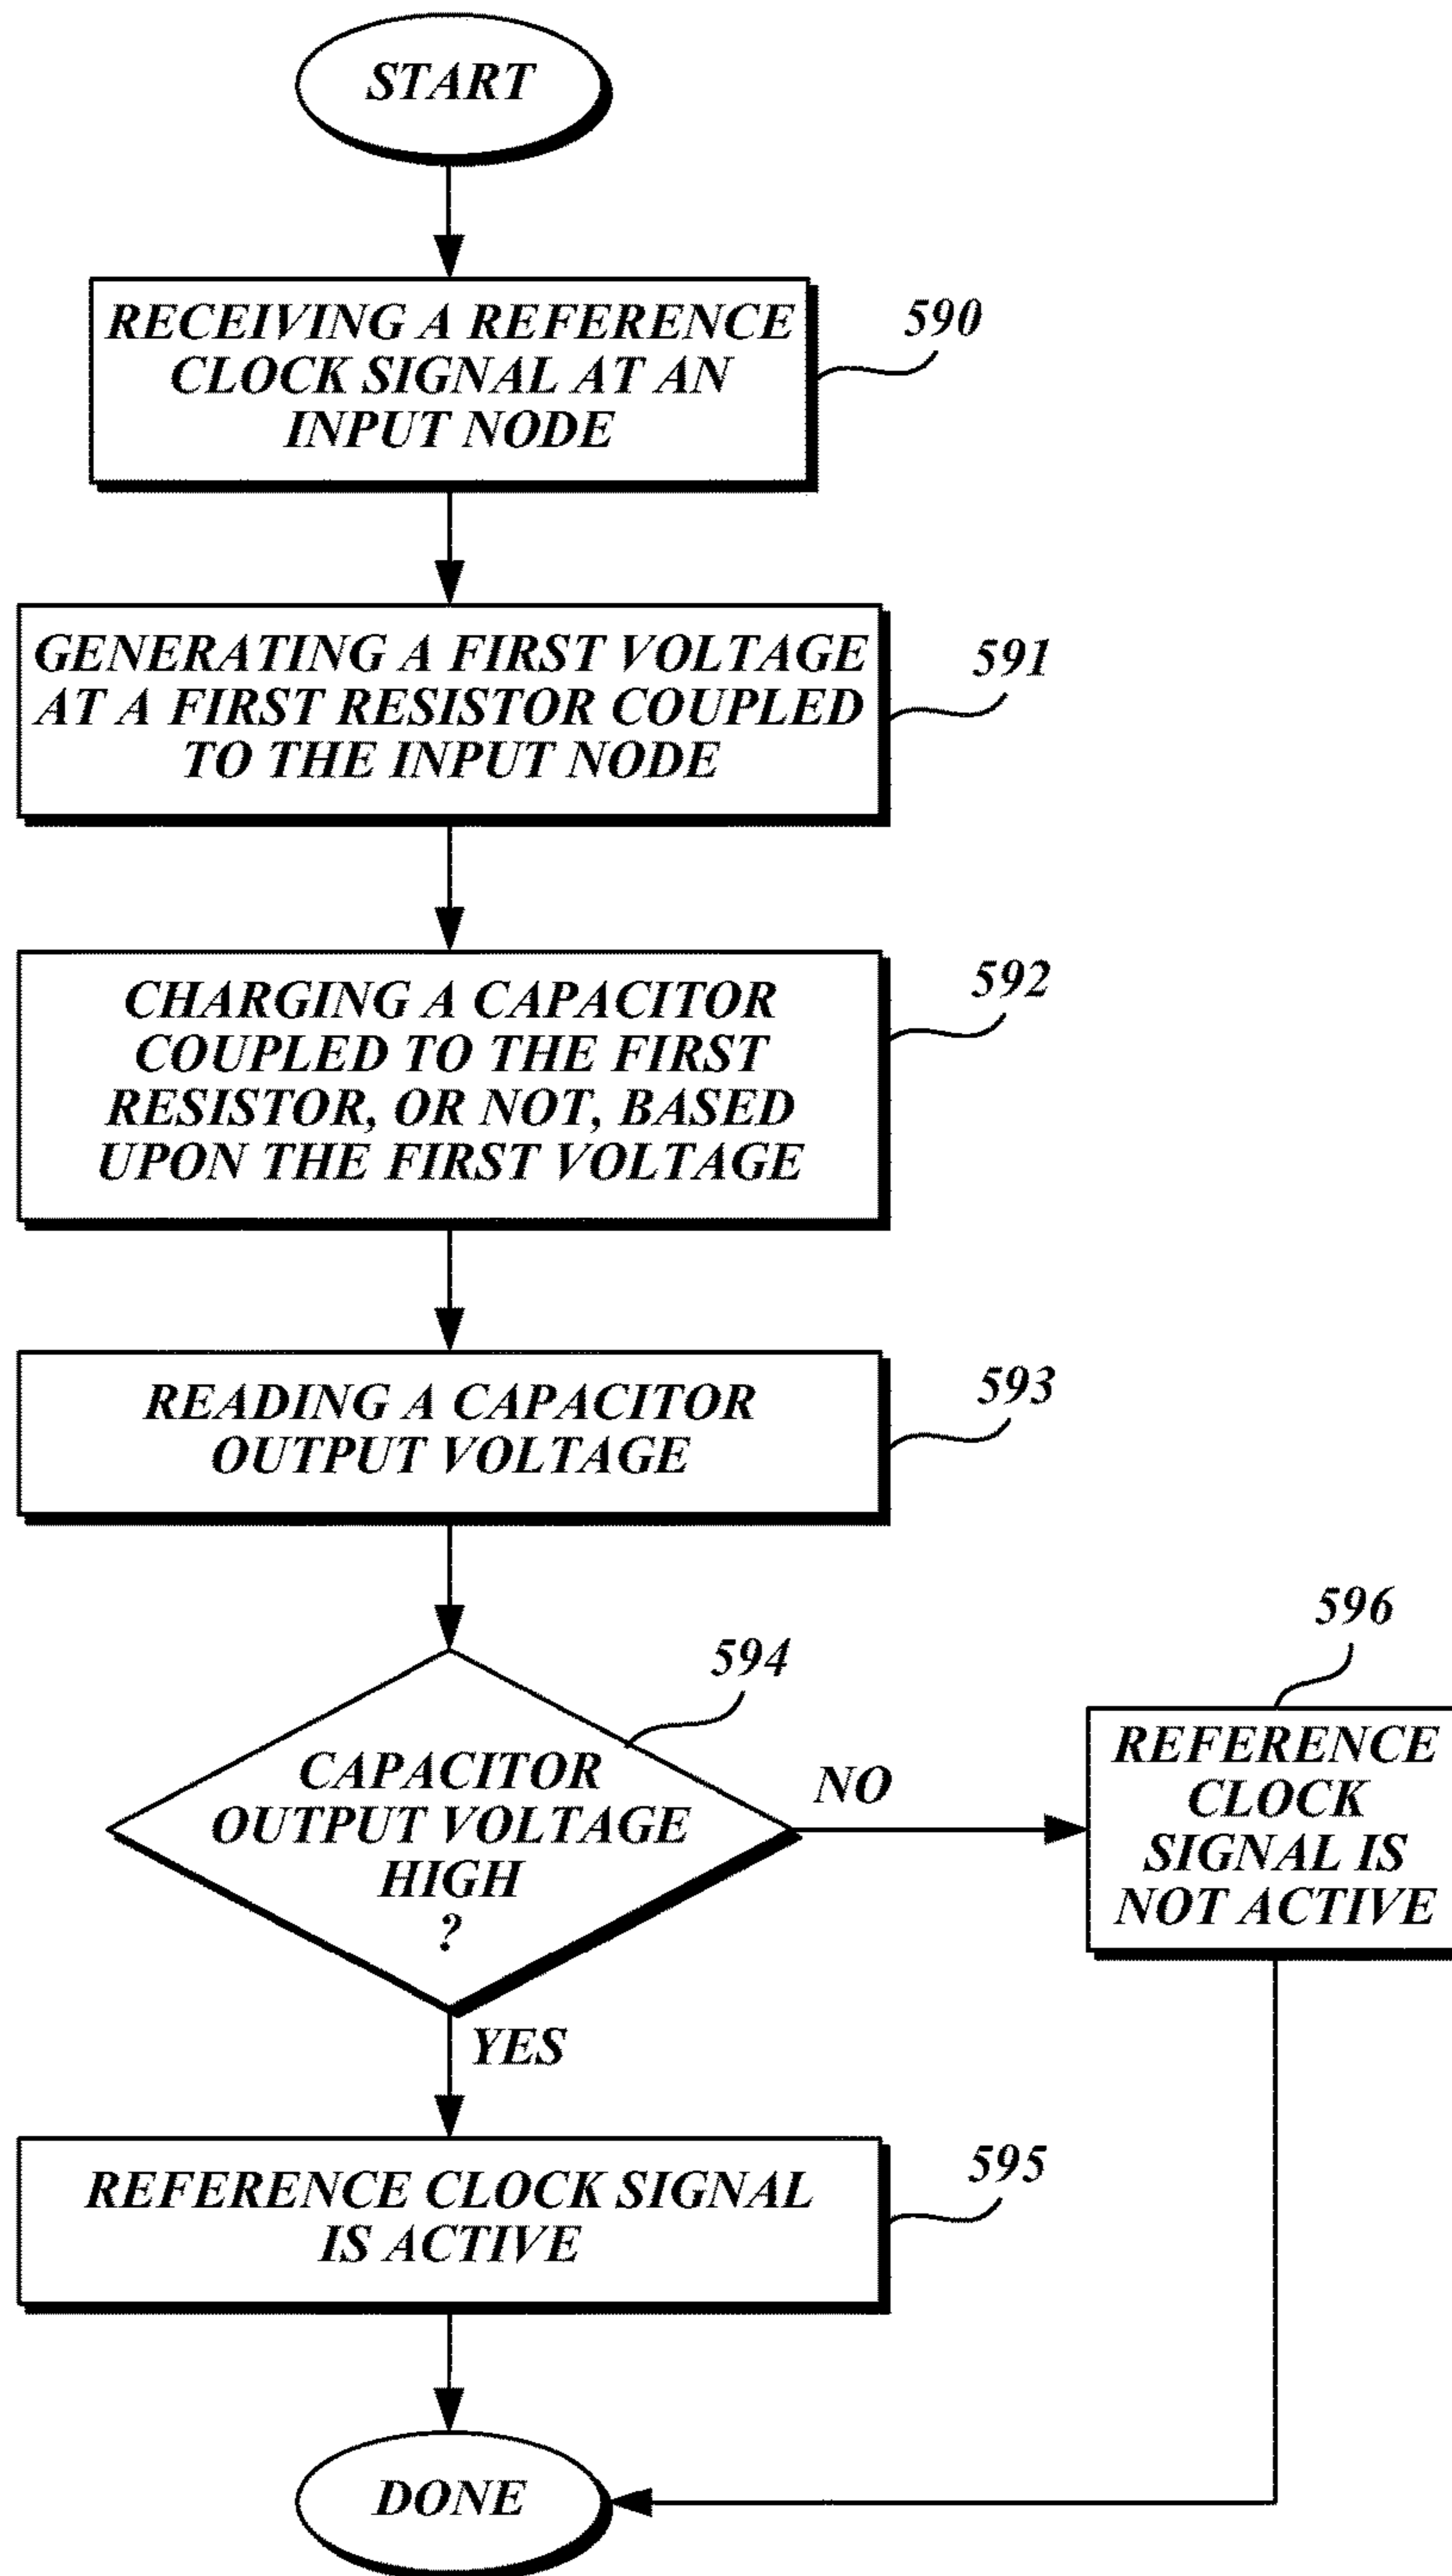 START
RECEIVING A REFERENCE
CLOCK SIGNAL AT AN
INPUT NODE
590
GENERATING A FIRST VOLTAGE
AT A FIRST RESISTOR COUPLED
TO THE INPUT NODE
591
CHARGING A CAPACITOR
COUPLED TO THE FIRST
RESISTOR, OR NOT, BASED
UPON THE FIRST VOLTAGE
592
READING A CAPACITOR
OUTPUT VOLTAGE
593
CAPACITOR
OUTPUT VOLTAGE
HIGH
?
594
NO
596
REFERENCE
CLOCK
SIGNAL IS
NOT ACTIVE
YES
REFERENCE CLOCK SIGNAL
IS ACTIVE
595
DONE